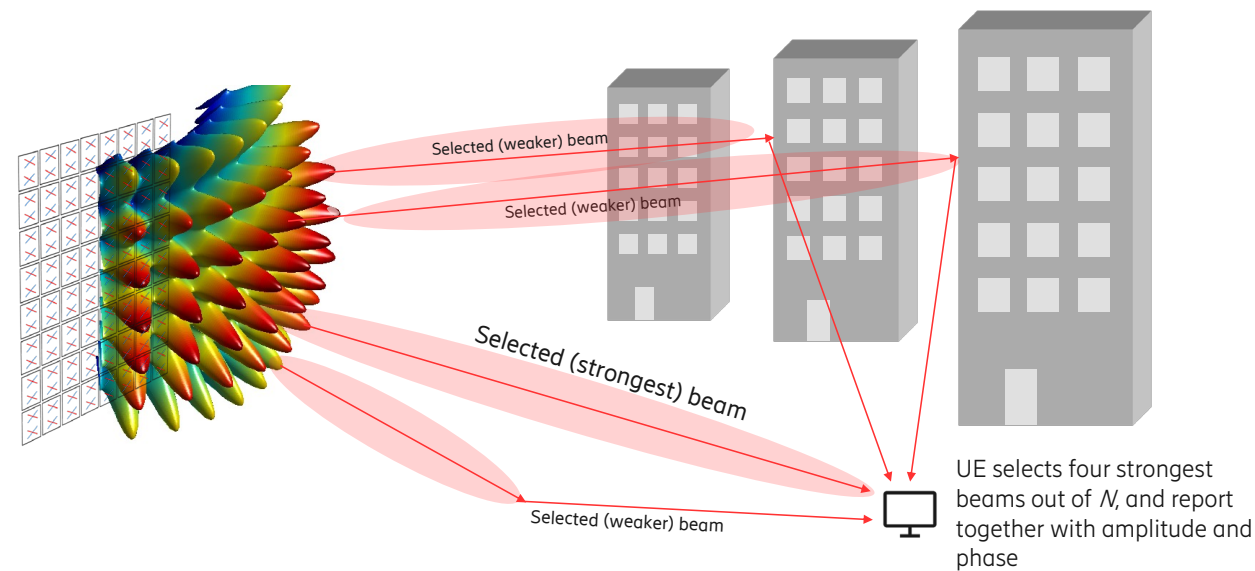 Selected (weaker) beam
Selected (weaker) beam
Selected (strongest) beam
Selected (weaker) beam
UE selects four strongest
beams out of N, and report
together with amplitude and
phase